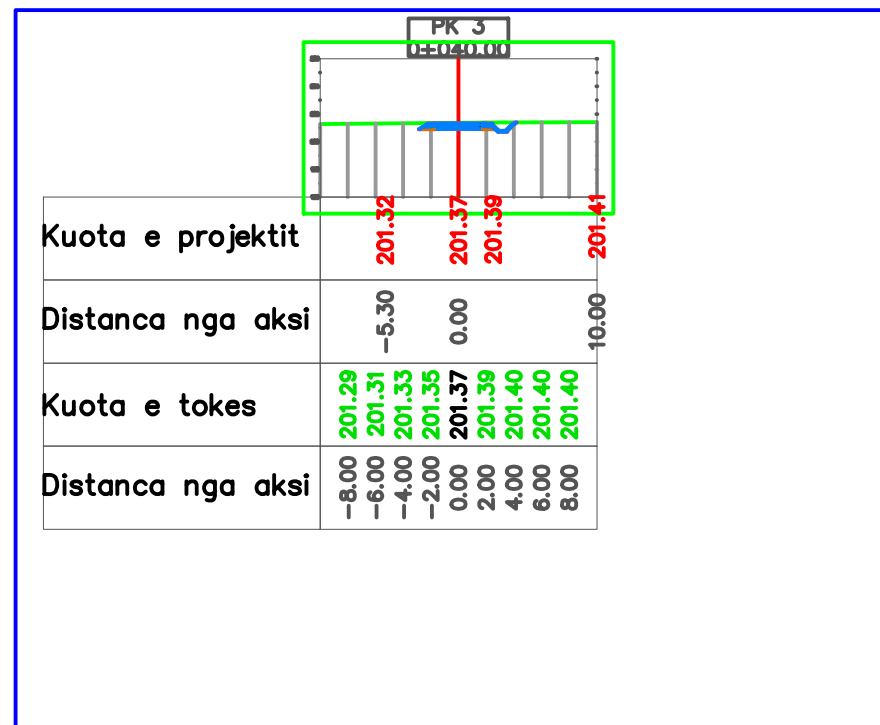 PK 3
0+040.00
Kuota e projektit 201.32 201.37 201.39 201.41
Distanca nga aksi -5.30 0.00 10.00
Kuota e tokes 201.29 201.31 201.33 201.35 201.37 201.39 201.40 201.40 201.40
Distanca nga aksi -8.00 -6.00 -4.00 -2.00 0.00 2.00 4.00 6.00 8.00